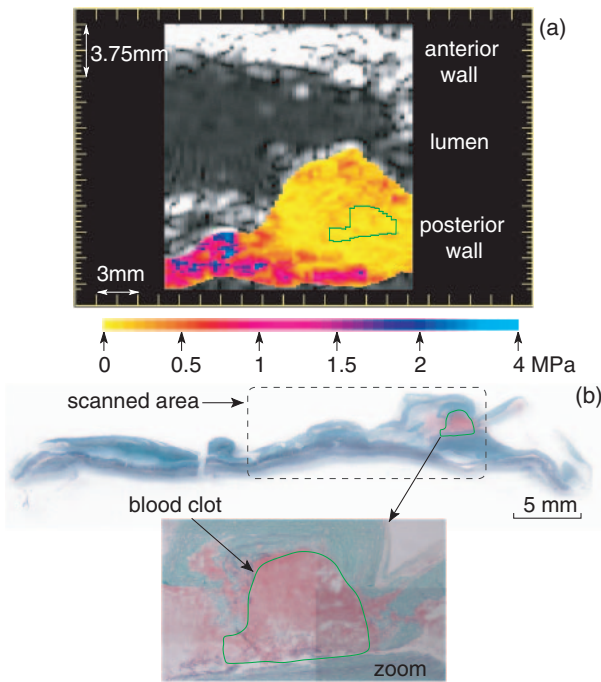 (a)
3.75mm
anterior
wall
lumen
posterior
wall
3mm
0 0.5 1 1.5 2 4 MPa
(b)
scanned area
5 mm
blood clot
zoom